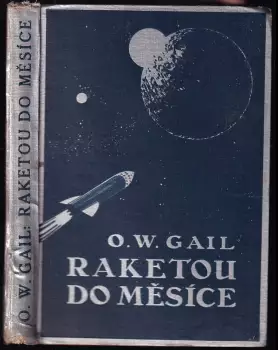 O. W. GAIL: RAKETOU DO MĚSÍCE
O. W. GAIL
RAKETOU
DO MĚSÍCE